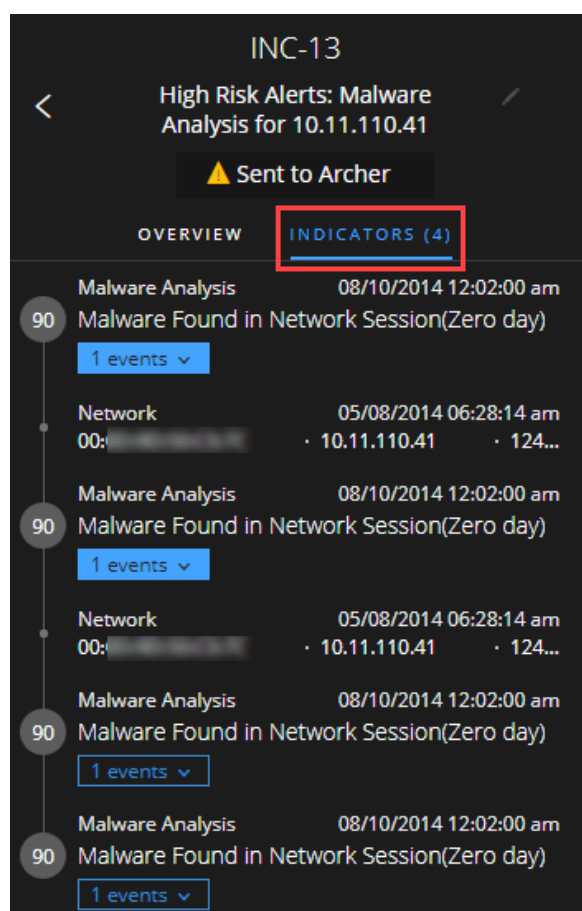 INC-13
High Risk Alerts: Malware
Analysis for 10.11.110.41
Sent to Archer
OVERVIEW INDICATORS (4)
Malware Analysis 08/10/2014 12:02:00 am
90 Malware Found in Network Session(Zero day)
1 events
Network 05/08/2014 06:28:14 am
00: · 10.11.110.41 · 124...
Malware Analysis 08/10/2014 12:02:00 am
90 Malware Found in Network Session(Zero day)
1 events
Network 05/08/2014 06:28:14 am
00: · 10.11.110.41 · 124...
Malware Analysis 08/10/2014 12:02:00 am
90 Malware Found in Network Session(Zero day)
1 events
Malware Analysis 08/10/2014 12:02:00 am
90 Malware Found in Network Session(Zero day)
1 events